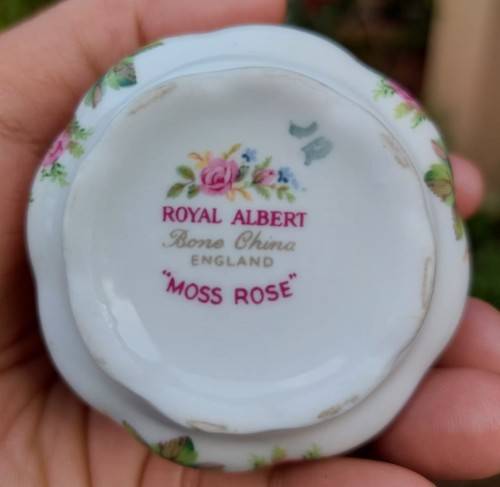 ROYAL ALBERT
Bone China
ENGLAND
"MOSS ROSE"